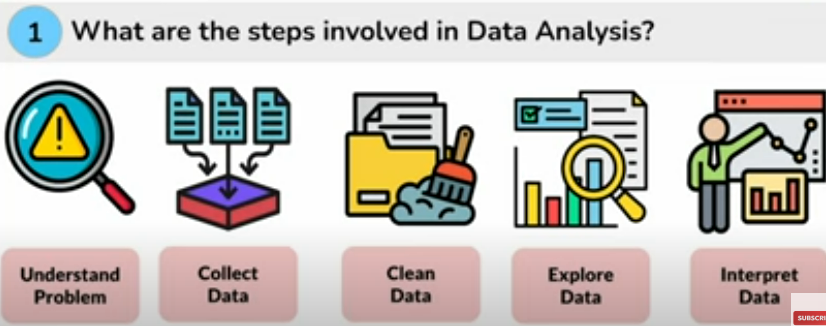 1 What are the steps involved in Data Analysis?
Understand
Problem
Collect
Data
Clean
Data
Explore
Data
Interpret
Data